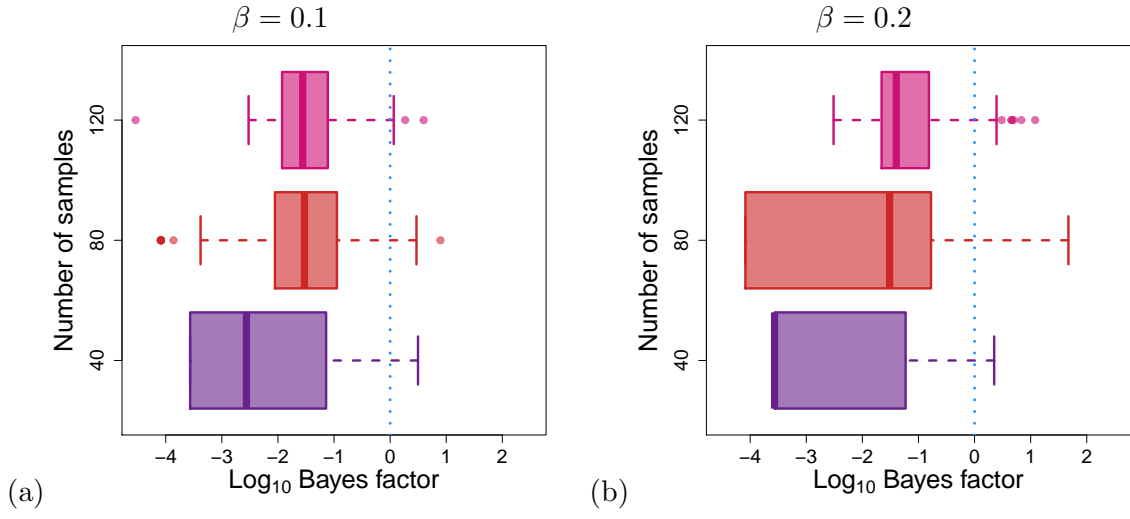 β = 0.1
Number of samples
120
80
40
−4 −3 −2 −1 0 1 2
Log₁₀ Bayes factor
(a)
β = 0.2
Number of samples
120
80
40
−4 −3 −2 −1 0 1 2
Log₁₀ Bayes factor
(b)